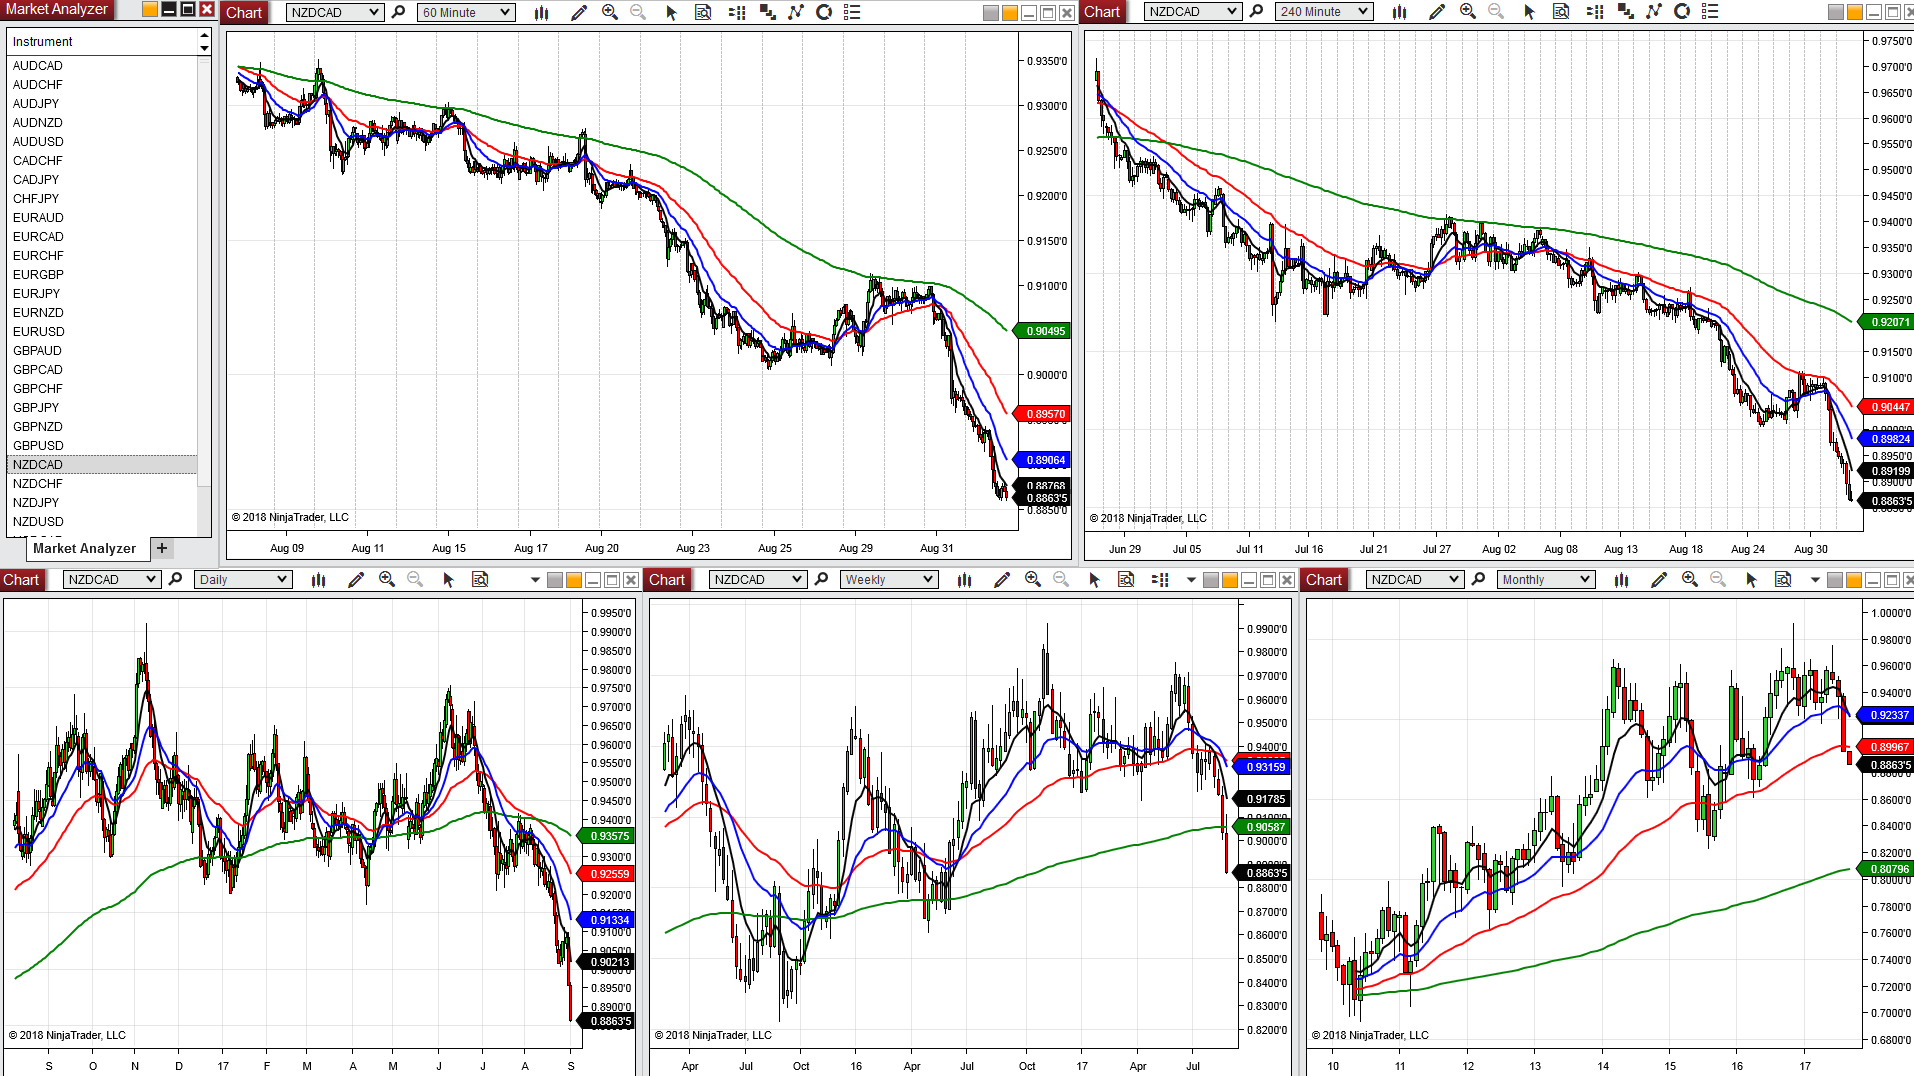 Market Analyzer
Instrument
AUDCAD
AUDCHF
AUDJPY
AUDNZD
AUDUSD
CADCHF
CADJPY
CHFJPY
EURAUD
EURCAD
EURCHF
EURGBP
EURJPY
EURNZD
EURUSD
GBPAUD
GBPCAD
GBPCHF
GBPJPY
GBPNZD
GBPUSD
NZDCAD
NZDCHF
NZDJPY
NZDUSD
Market Analyzer +
Chart NZDCAD 60 Minute
0.9350'0
0.9300'0
0.9250'0
0.9200'0
0.9150'0
0.9100'0
0.90495
0.9000'0
0.89570
0.89064
0.88768
0.8863'5
0.8850'0
© 2018 NinjaTrader, LLC
Aug 09 Aug 11 Aug 15 Aug 17 Aug 20 Aug 23 Aug 25 Aug 29 Aug 31
Chart NZDCAD 240 Minute
0.9750'0
0.9700'0
0.9650'0
0.9600'0
0.9550'0
0.9500'0
0.9450'0
0.9400'0
0.9350'0
0.9300'0
0.9250'0
0.92071
0.9150'0
0.9100'0
0.90447
0.89824
0.8950'0
0.89199
0.8900'0
0.8863'5
© 2018 NinjaTrader, LLC
Jun 29 Jul 05 Jul 11 Jul 16 Jul 21 Jul 27 Aug 02 Aug 08 Aug 13 Aug 18 Aug 24 Aug 30
Chart NZDCAD Daily
0.9950'0
0.9900'0
0.9850'0
0.9800'0
0.9750'0
0.9700'0
0.9650'0
0.9600'0
0.9550'0
0.9500'0
0.9450'0
0.9400'0
0.93575
0.9300'0
0.92559
0.9200'0
0.91334
0.9100'0
0.9050'0
0.90213
0.8950'0
0.8900'0
0.8863'5
© 2018 NinjaTrader, LLC
S O N D 17 F M A M J J A S
Chart NZDCAD Weekly
0.9900'0
0.9800'0
0.9700'0
0.9600'0
0.9500'0
0.9400'0
0.93159
0.91785
0.90587
0.9000'0
0.8863'5
0.8800'0
0.8700'0
0.8600'0
0.8500'0
0.8400'0
0.8300'0
0.8200'0
© 2018 NinjaTrader, LLC
Apr Jul Oct 16 Apr Jul Oct 17 Apr Jul
Chart NZDCAD Monthly
1.0000'0
0.9800'0
0.9600'0
0.9400'0
0.92337
0.89967
0.8863'5
0.8600'0
0.8400'0
0.8200'0
0.80796
0.8000'0
0.7800'0
0.7600'0
0.7400'0
0.7200'0
0.7000'0
0.6800'0
© 2018 NinjaTrader, LLC
10 11 12 13 14 15 16 17